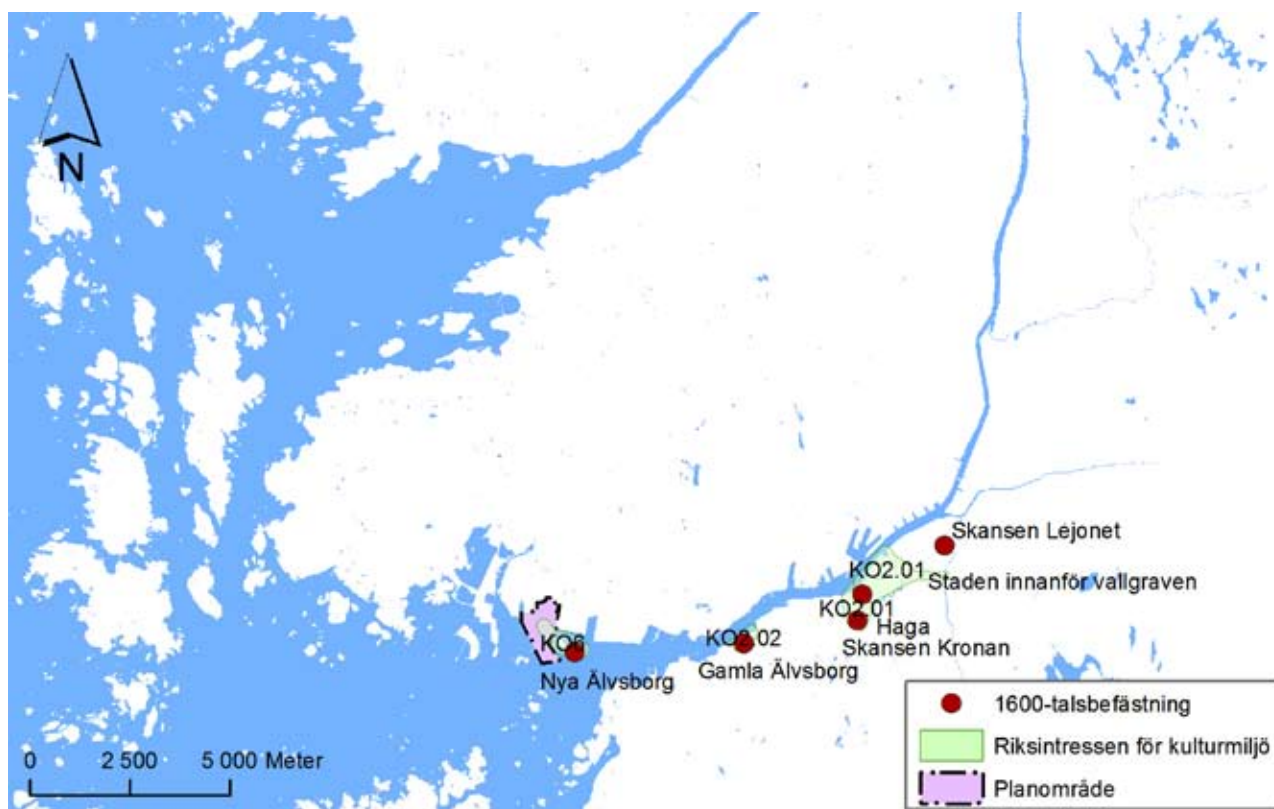 N
Skansen Lejonet
KO2.01
Staden innanför vallgraven
KO2.01
Haga
Skansen Kronan
KO6
KO2.02
Nya Älvsborg
Gamla Älvsborg
0 2 500 5 000 Meter
1600-talsbefästning
Riksintressen för kulturmiljö
Planområde